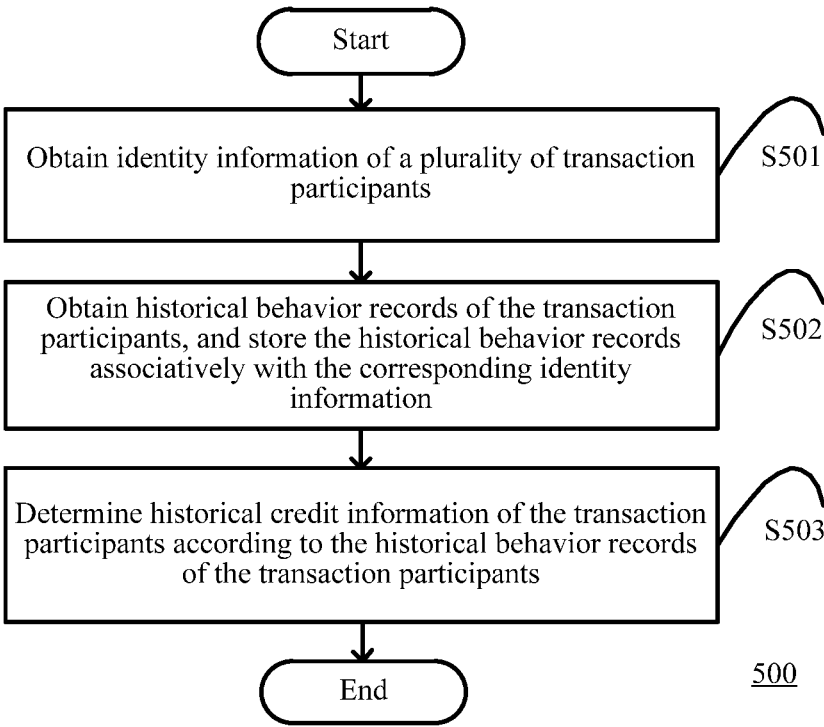 Start
Obtain identity information of a plurality of transaction
participants
S501
Obtain historical behavior records of the transaction
participants, and store the historical behavior records
associatively with the corresponding identity
information
S502
Determine historical credit information of the transaction
participants according to the historical behavior records
of the transaction participants
S503
End
500